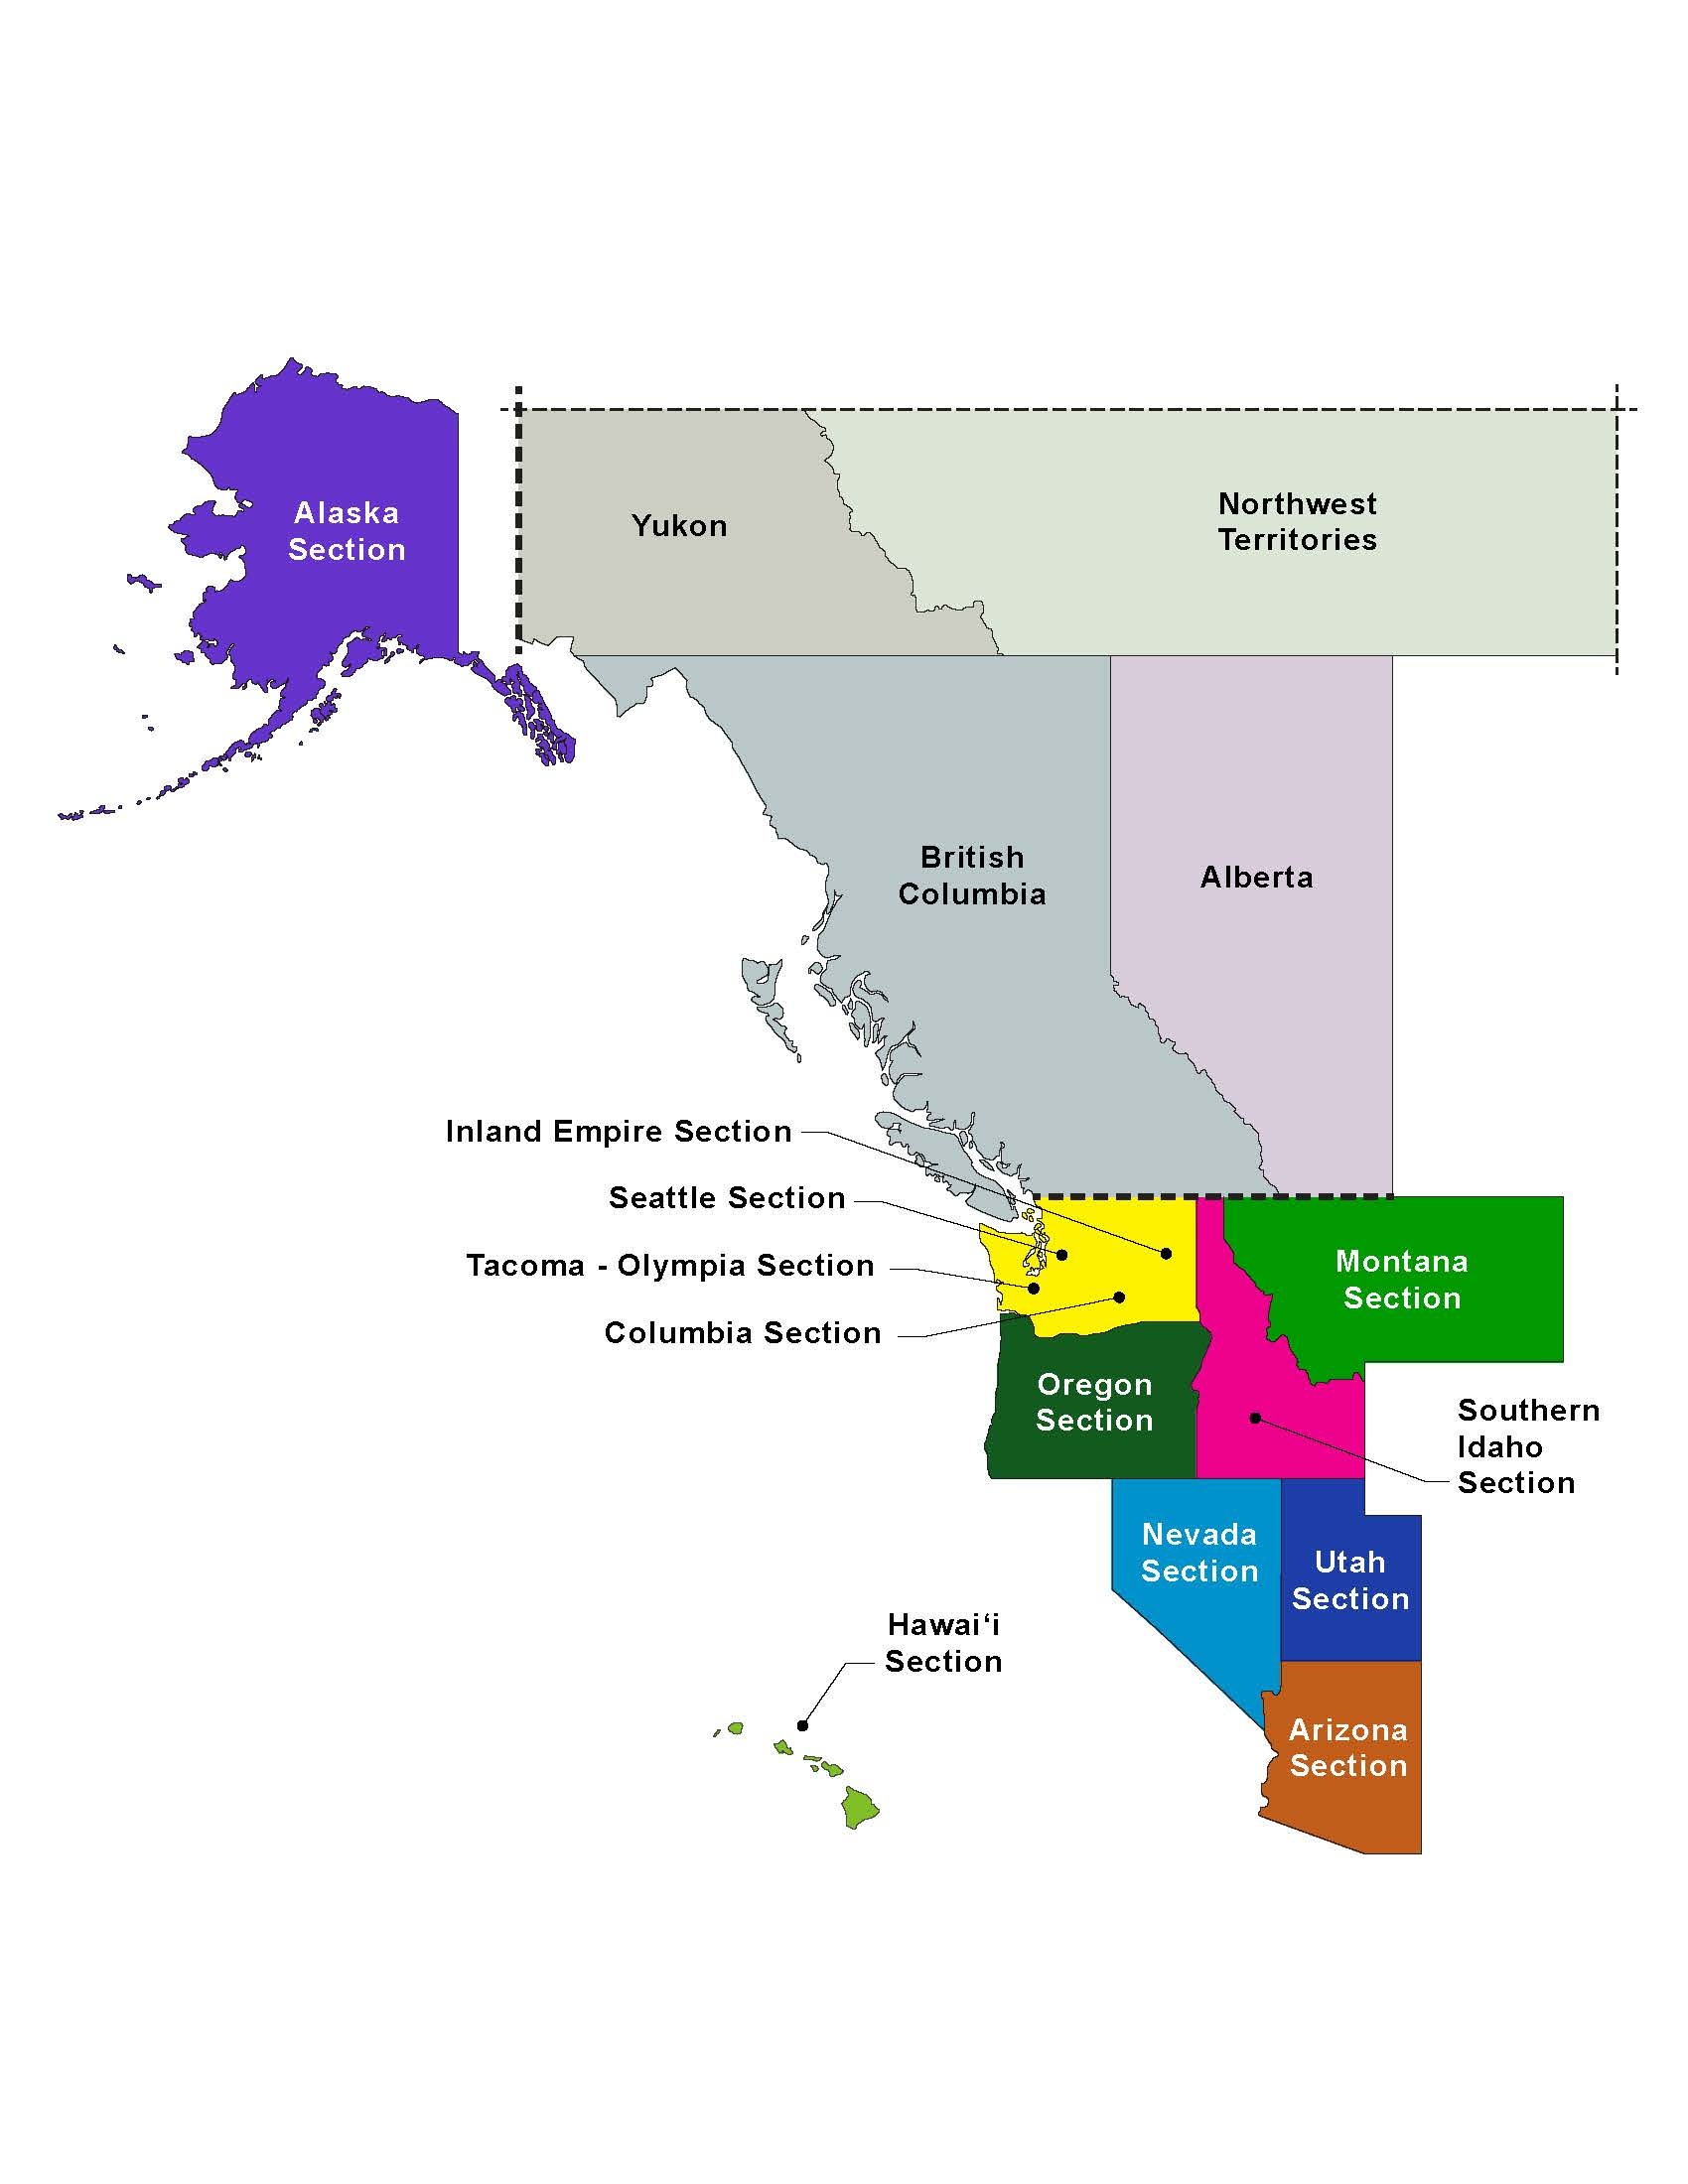 Alaska
Section
Yukon
Northwest
Territories
British
Columbia
Alberta
Inland Empire Section
Seattle Section
Tacoma - Olympia Section
Columbia Section
Montana
Section
Oregon
Section
Southern
Idaho
Section
Nevada
Section
Utah
Section
Hawai‘i
Section
Arizona
Section